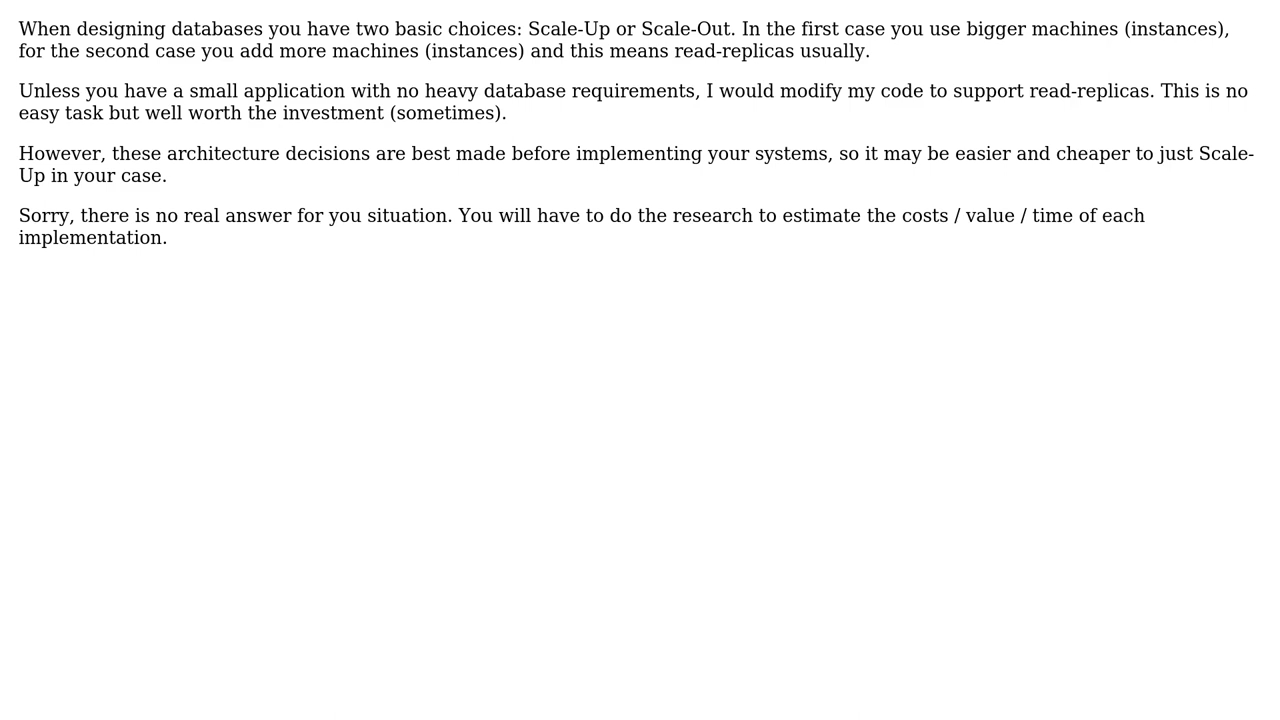 When designing databases you have two basic choices: Scale-Up or Scale-Out. In the first case you use bigger machines (instances),
for the second case you add more machines (instances) and this means read-replicas usually.
Unless you have a small application with no heavy database requirements, I would modify my code to support read-replicas. This is no
easy task but well worth the investment (sometimes).
However, these architecture decisions are best made before implementing your systems, so it may be easier and cheaper to just Scale-
Up in your case.
Sorry, there is no real answer for you situation. You will have to do the research to estimate the costs / value / time of each
implementation.